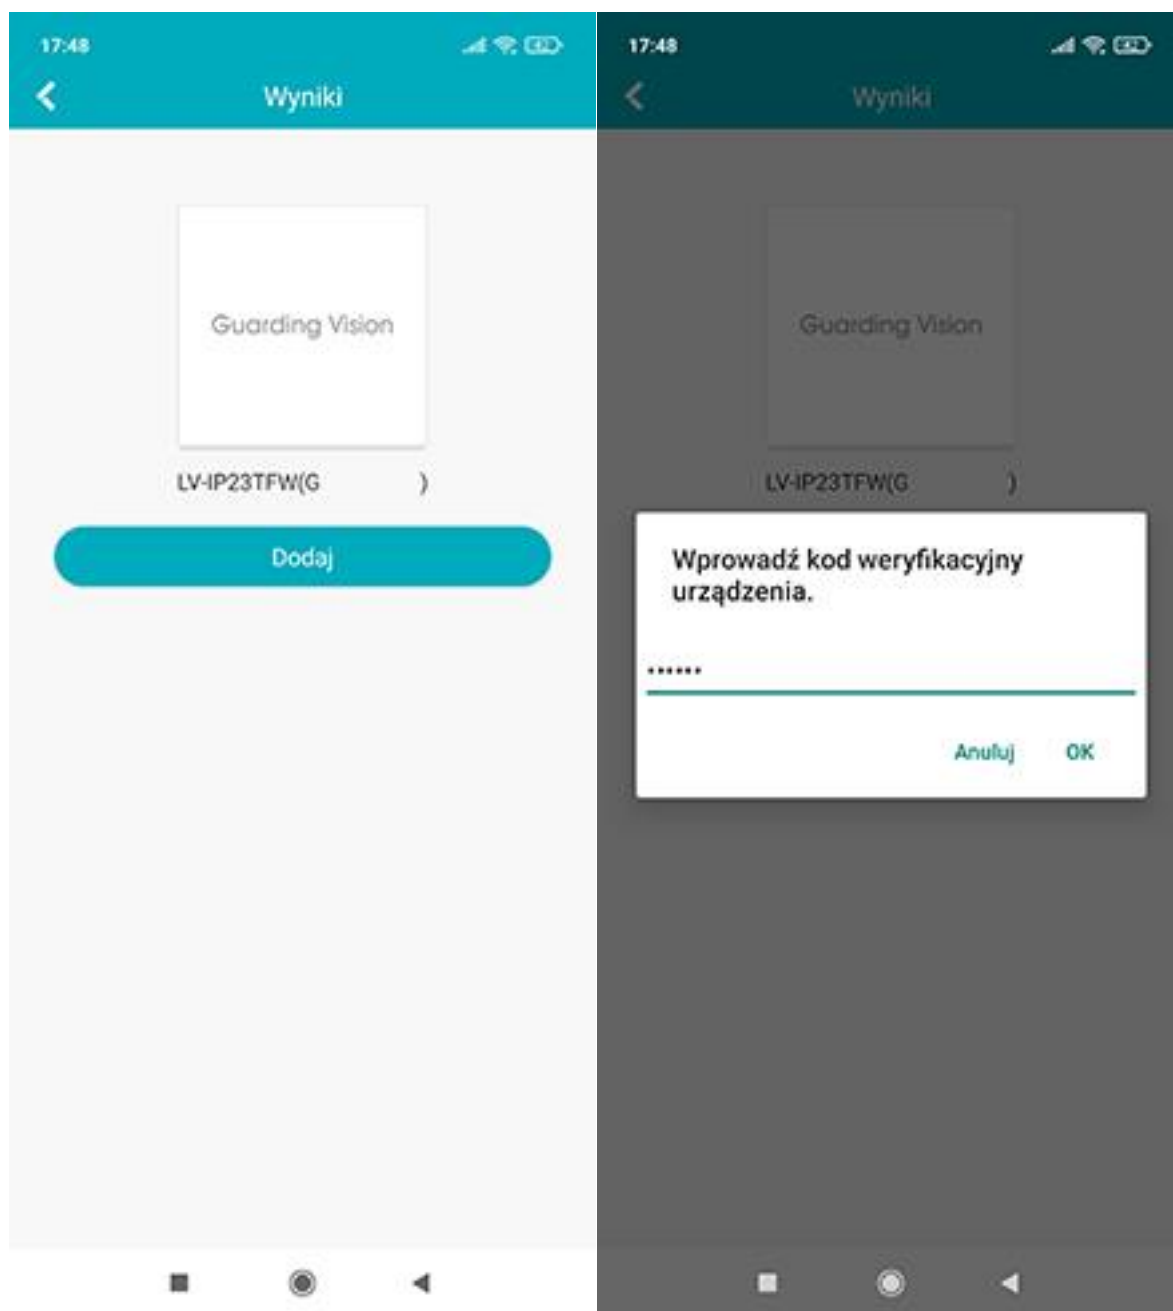 17:48
Wyniki
Guarding Vision
LV-IP23TFW(G )
Dodaj
17:48
Wyniki
Guarding Vision
LV-IP23TFW(G )
Wprowadź kod weryfikacyjny
urządzenia.
••••••
Anuluj OK